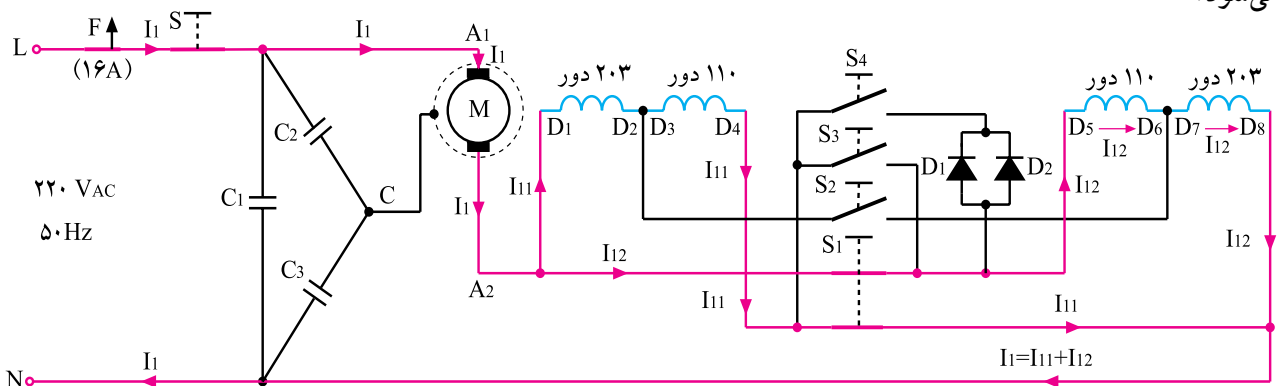 می‌شود.
L F I1 S I1 A1 I1
(۱۶A)
M
۲۰۳ دور ۱۱۰ دور
D1 D2 D3 D4
S4
S3
S2
S1
D1 D2
۱۱۰ دور ۲۰۳ دور
D5 D6 D7 D8
I12 I12
C2
C1 C
C3
۲۲۰ VAC
۵۰Hz
I1 I11 I11 I12 I12
A2 I12 I11 I11
N I1 I1=I11+I12